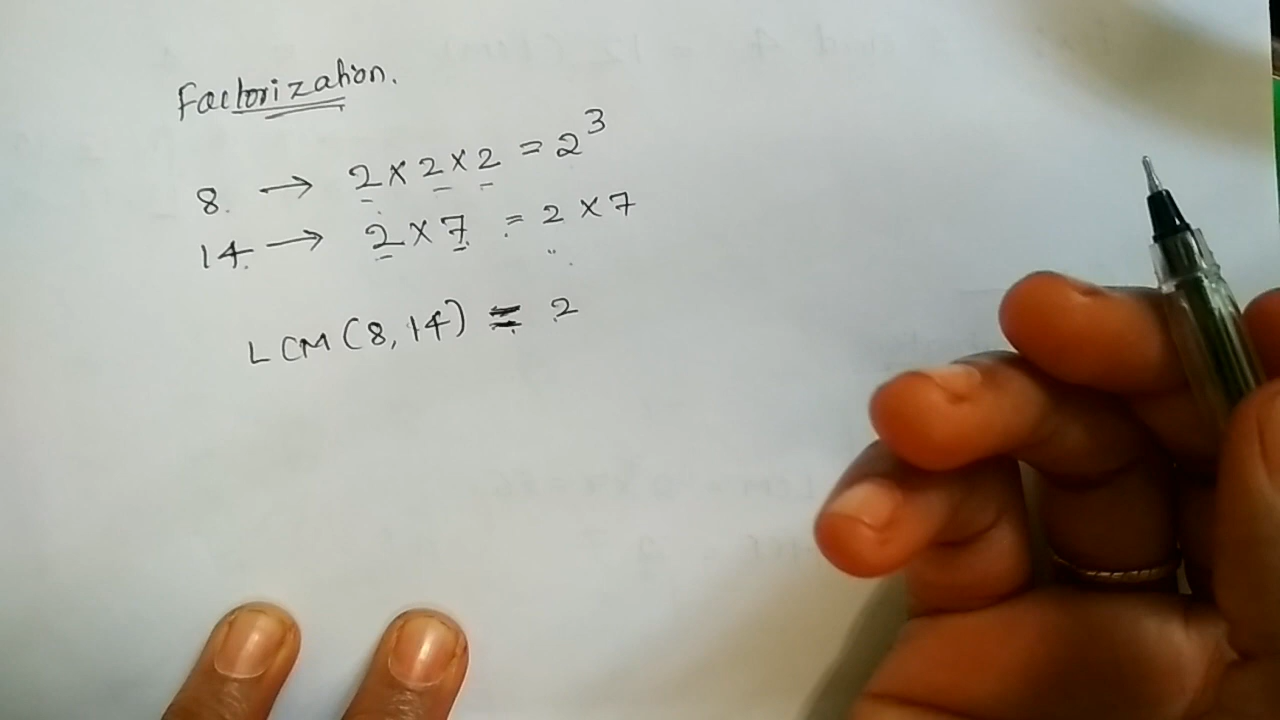 Factorization.
8. → 2 × 2 × 2 = 2³
14. → 2 × 7 = 2 × 7
LCM (8, 14) = 2